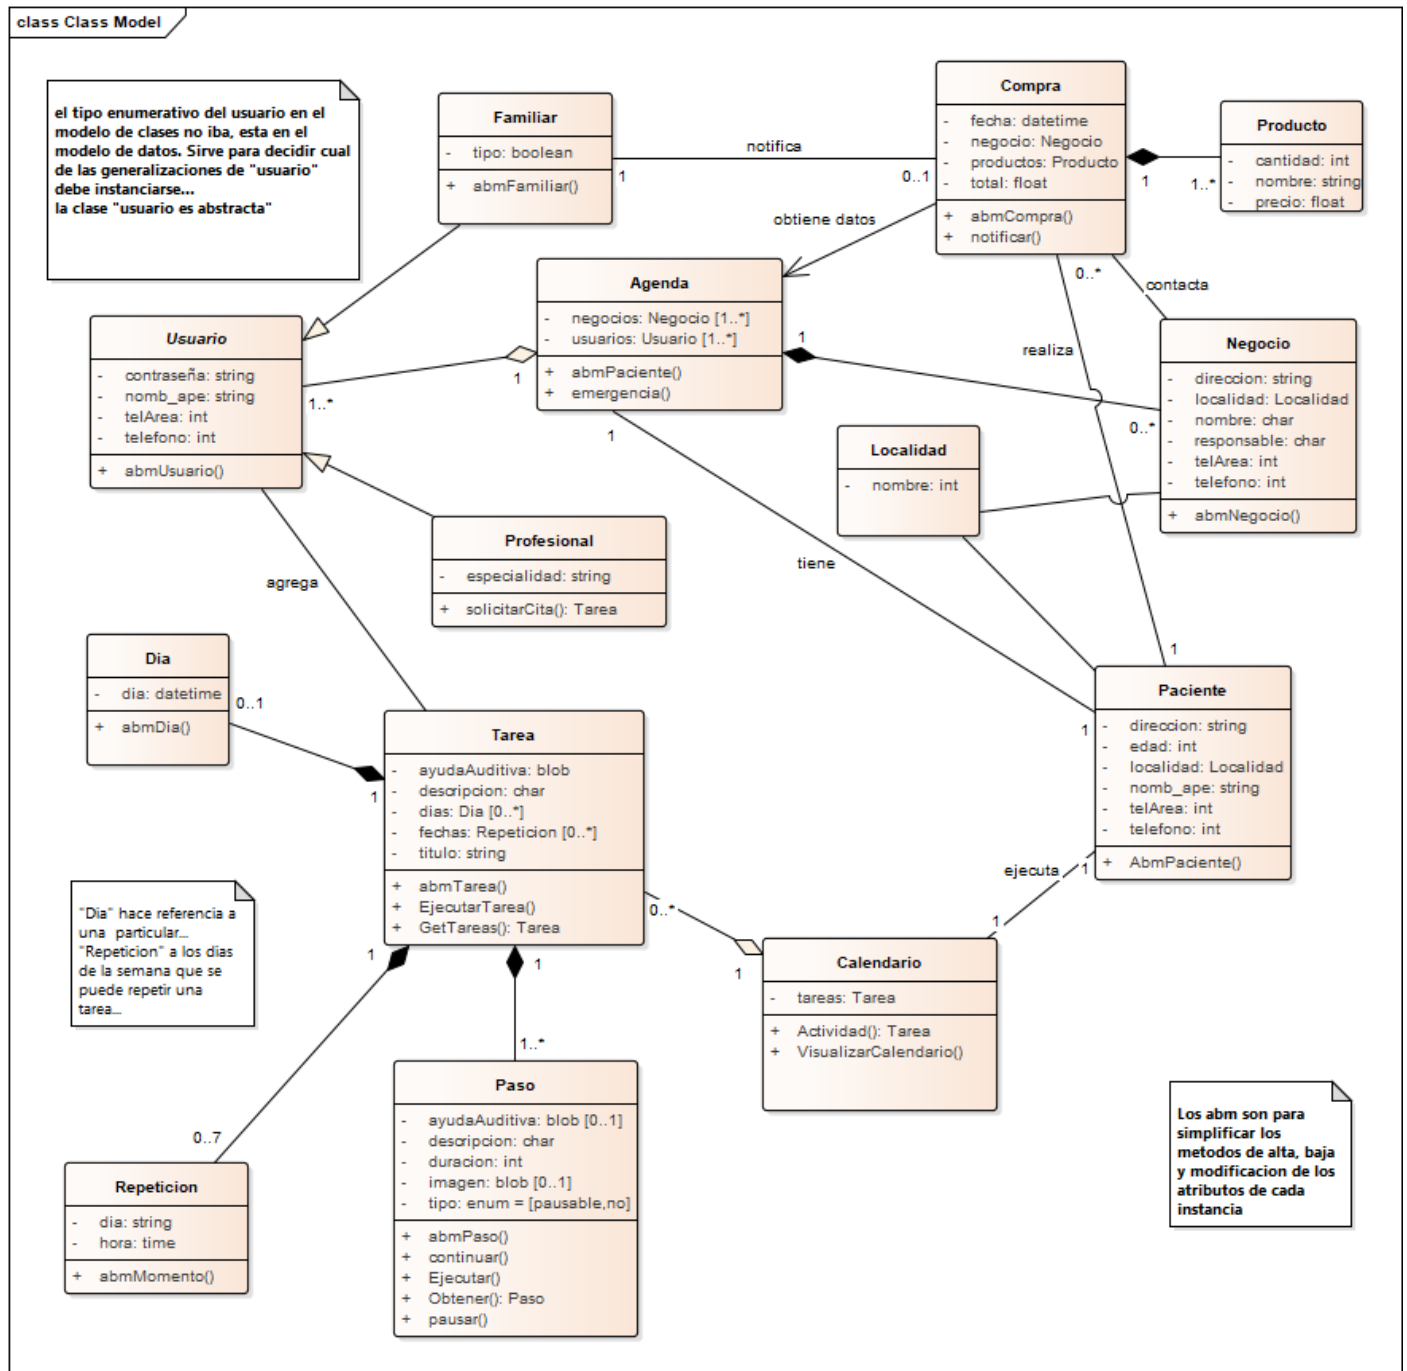 class Class Model
el tipo enumerativo del usuario en el
modelo de clases no iba, esta en el
modelo de datos. Sirve para decidir cual
de las generalizaciones de "usuario"
debe instanciarse...
la clase "usuario es abstracta"
Familiar
- tipo: boolean
+ abmFamiliar()
notifica
1
0..1
Compra
- fecha: datetime
- negocio: Negocio
- productos: Producto
- total: float
+ abmCompra()
+ notificar()
1
1..*
Producto
- cantidad: int
- nombre: string
- precio: float
obtiene datos
0..*
contacta
realiza
Agenda
- negocios: Negocio [1..*]
- usuarios: Usuario [1..*]
+ abmPaciente()
+ emergencia()
1
1
1
1..*
0..*
Usuario
- contraseña: string
- nomb_ape: string
- telArea: int
- telefono: int
+ abmUsuario()
Negocio
- direccion: string
- localidad: Localidad
- nombre: char
- responsable: char
- telArea: int
- telefono: int
+ abmNegocio()
Localidad
- nombre: int
Profesional
- especialidad: string
+ solicitarCita(): Tarea
agrega
tiene
1
1
Dia
- dia: datetime
+ abmDia()
0..1
1
Tarea
- ayudaAuditiva: blob
- descripcion: char
- dias: Dia [0..*]
- fechas: Repeticion [0..*]
- titulo: string
+ abmTarea()
+ EjecutarTarea()
+ GetTareas(): Tarea
Paciente
- direccion: string
- edad: int
- localidad: Localidad
- nomb_ape: string
- telArea: int
- telefono: int
+ AbmPaciente()
ejecuta
1
1
0..*
1
"Dia" hace referencia a
una particular...
"Repeticion" a los dias
de la semana que se
puede repetir una
tarea...
1
1
Calendario
- tareas: Tarea
+ Actividad(): Tarea
+ VisualizarCalendario()
1..*
0..7
Paso
- ayudaAuditiva: blob [0..1]
- descripcion: char
- duracion: int
- imagen: blob [0..1]
- tipo: enum = [pausable,no]
+ abmPaso()
+ continuar()
+ Ejecutar()
+ Obtener(): Paso
+ pausar()
Repeticion
- dia: string
- hora: time
+ abmMomento()
Los abm son para
simplificar los
metodos de alta, baja
y modificacion de los
atributos de cada
instancia